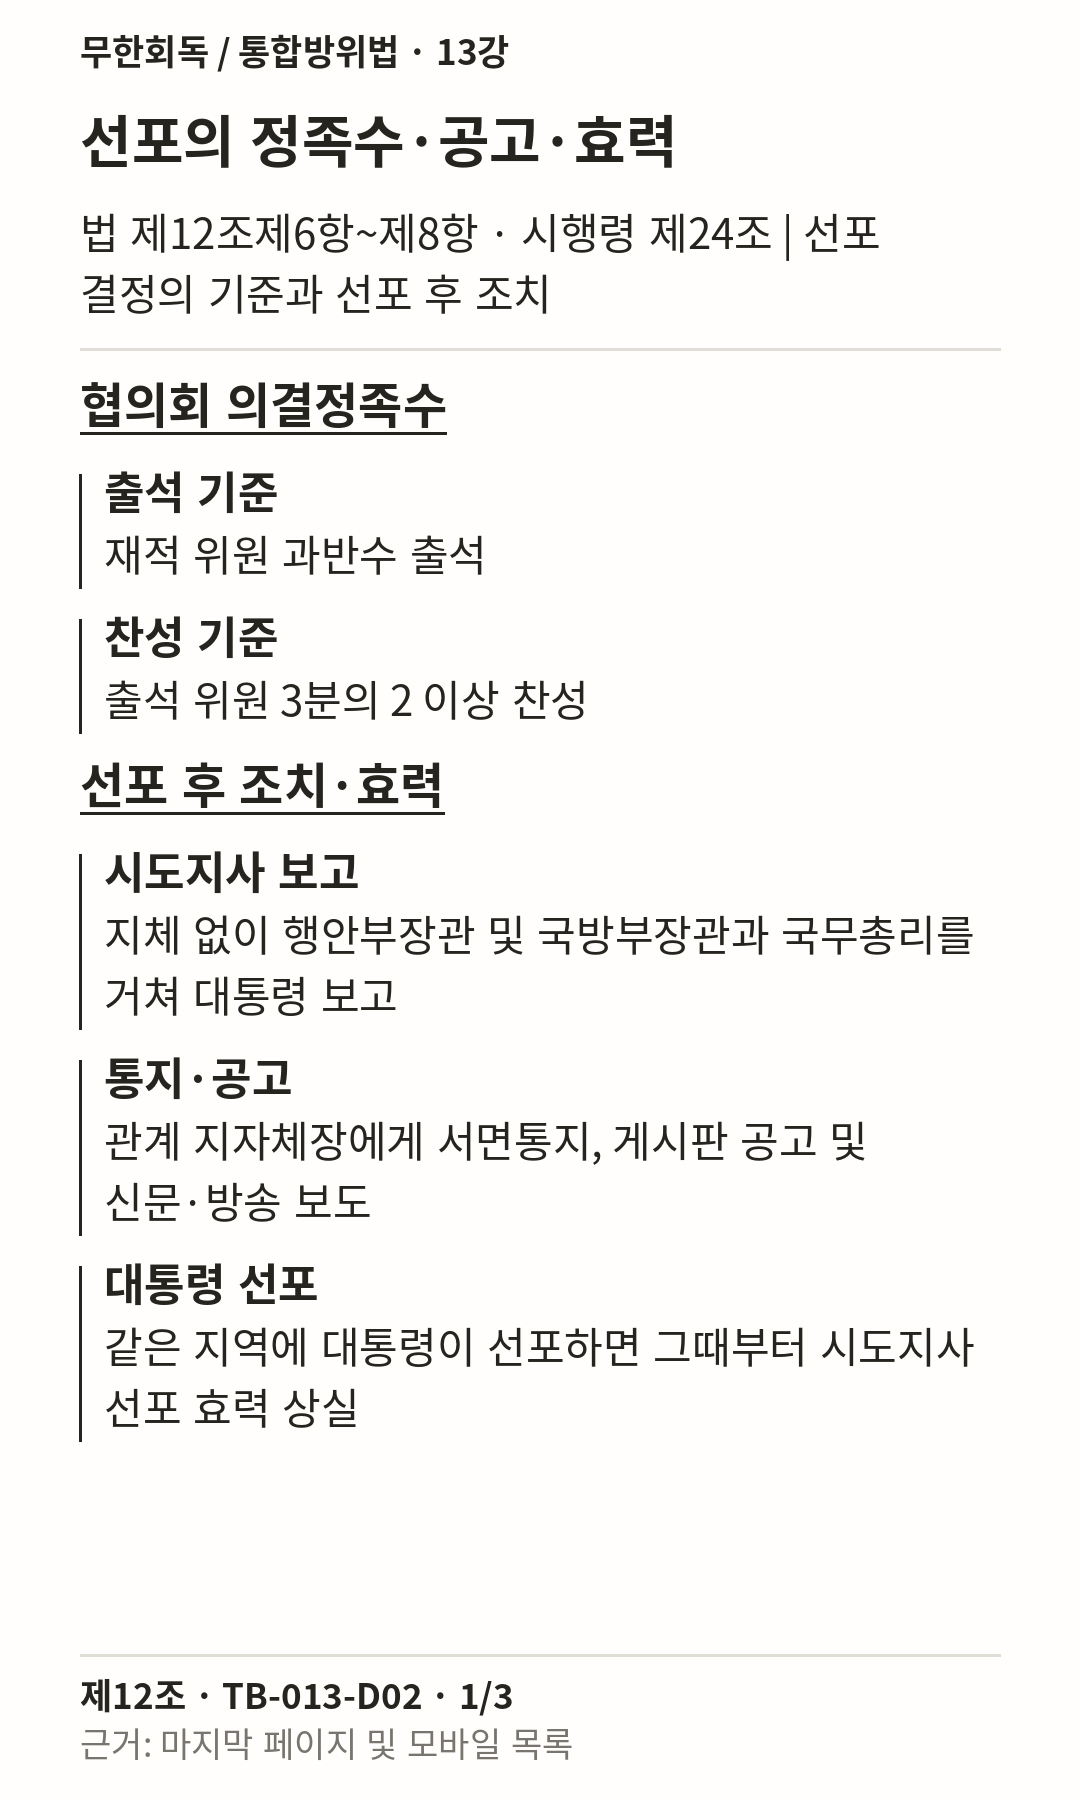 무한회독 / 통합방위법 · 13강
선포의 정족수·공고·효력
법 제12조제6항~제8항 · 시행령 제24조 | 선포
결정의 기준과 선포 후 조치
협의회 의결정족수
출석 기준
재적 위원 과반수 출석
찬성 기준
출석 위원 3분의 2 이상 찬성
선포 후 조치·효력
시도지사 보고
지체 없이 행안부장관 및 국방부장관과 국무총리를
거쳐 대통령 보고
통지·공고
관계 지자체장에게 서면통지, 게시판 공고 및
신문·방송 보도
대통령 선포
같은 지역에 대통령이 선포하면 그때부터 시도지사
선포 효력 상실
제12조 · TB-013-D02 · 1/3
근거: 마지막 페이지 및 모바일 목록